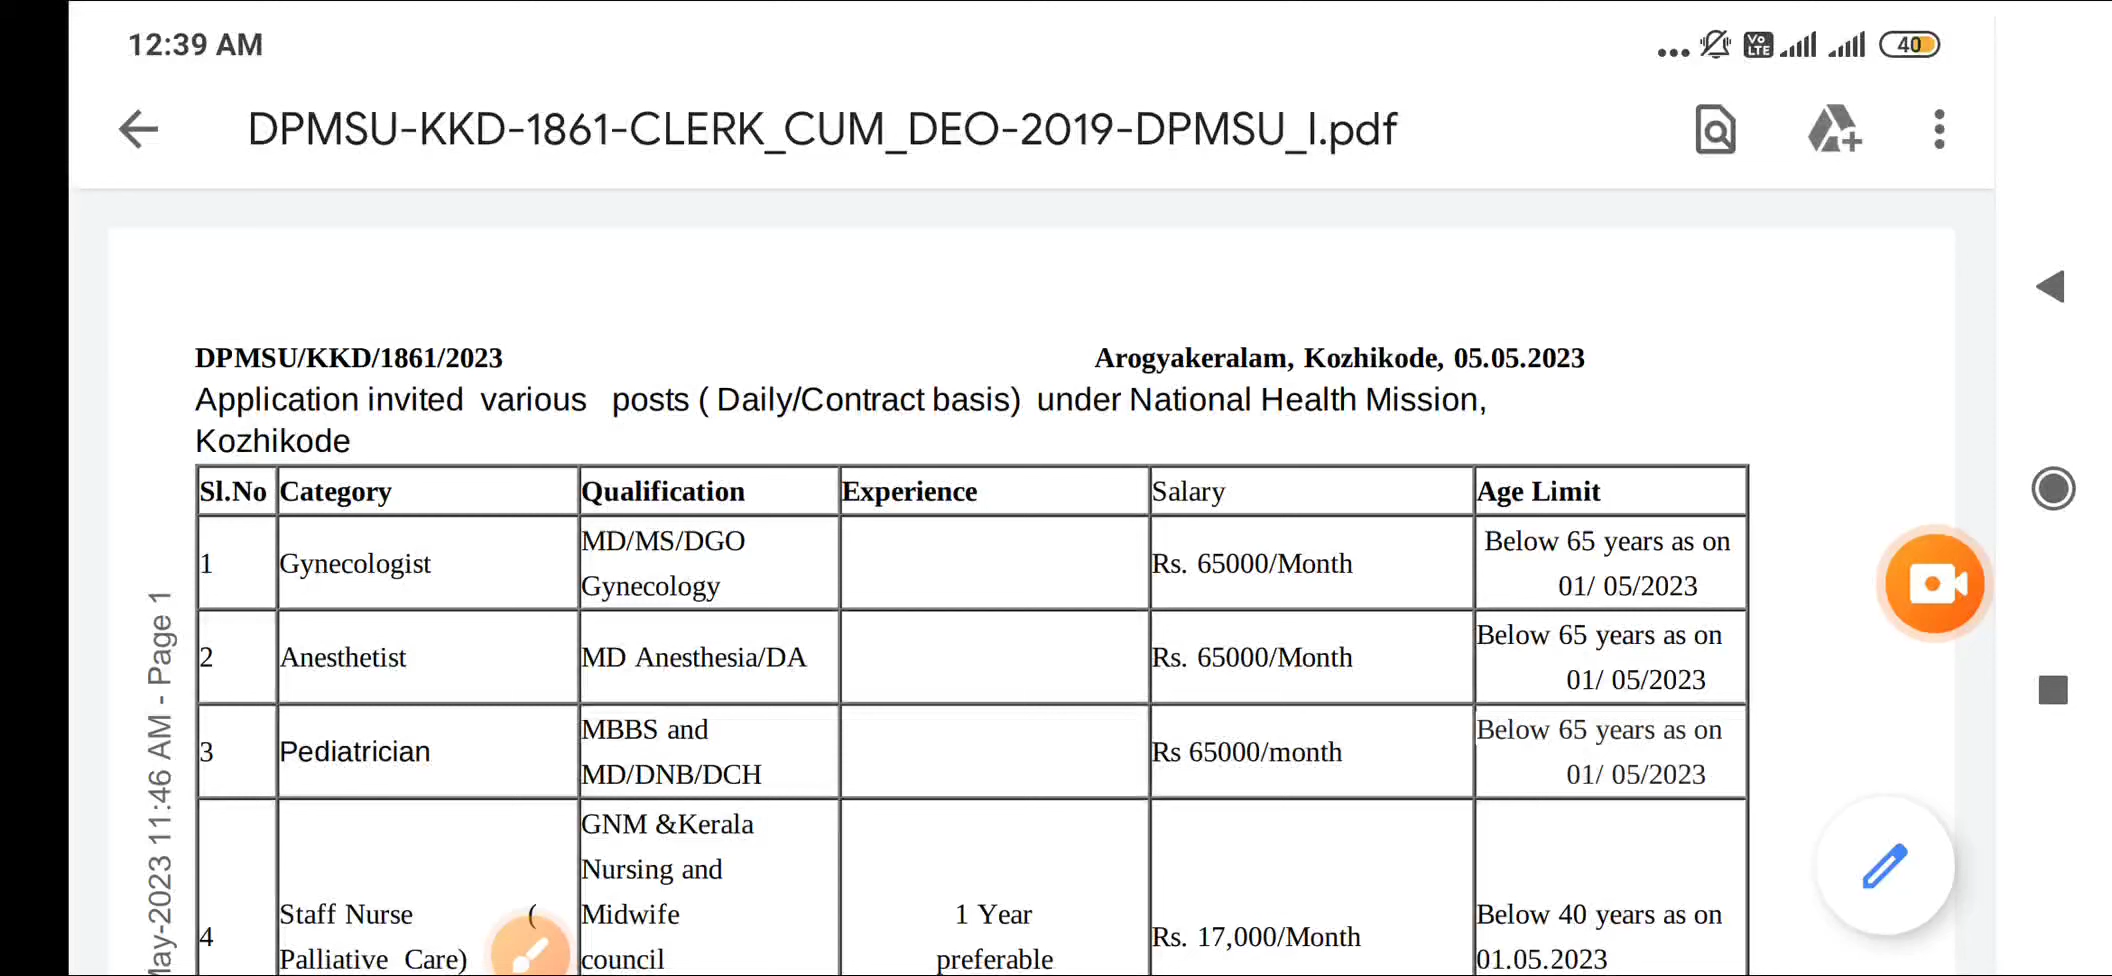 12:39 AM
Vo LTE
40
DPMSU-KKD-1861-CLERK_CUM_DEO-2019-DPMSU_I.pdf
DPMSU/KKD/1861/2023 Arogyakeralam, Kozhikode, 05.05.2023
Application invited various posts ( Daily/Contract basis) under National Health Mission,
Kozhikode
Sl.No Category Qualification Experience Salary Age Limit
1 Gynecologist MD/MS/DGO Gynecology Rs. 65000/Month Below 65 years as on 01/ 05/2023
2 Anesthetist MD Anesthesia/DA Rs. 65000/Month Below 65 years as on 01/ 05/2023
3 Pediatrician MBBS and MD/DNB/DCH Rs 65000/month Below 65 years as on 01/ 05/2023
4 Staff Nurse ( Palliative Care) GNM &Kerala Nursing and Midwife council 1 Year preferable Rs. 17,000/Month Below 40 years as on 01.05.2023
May-2023 11:46 AM - Page 1